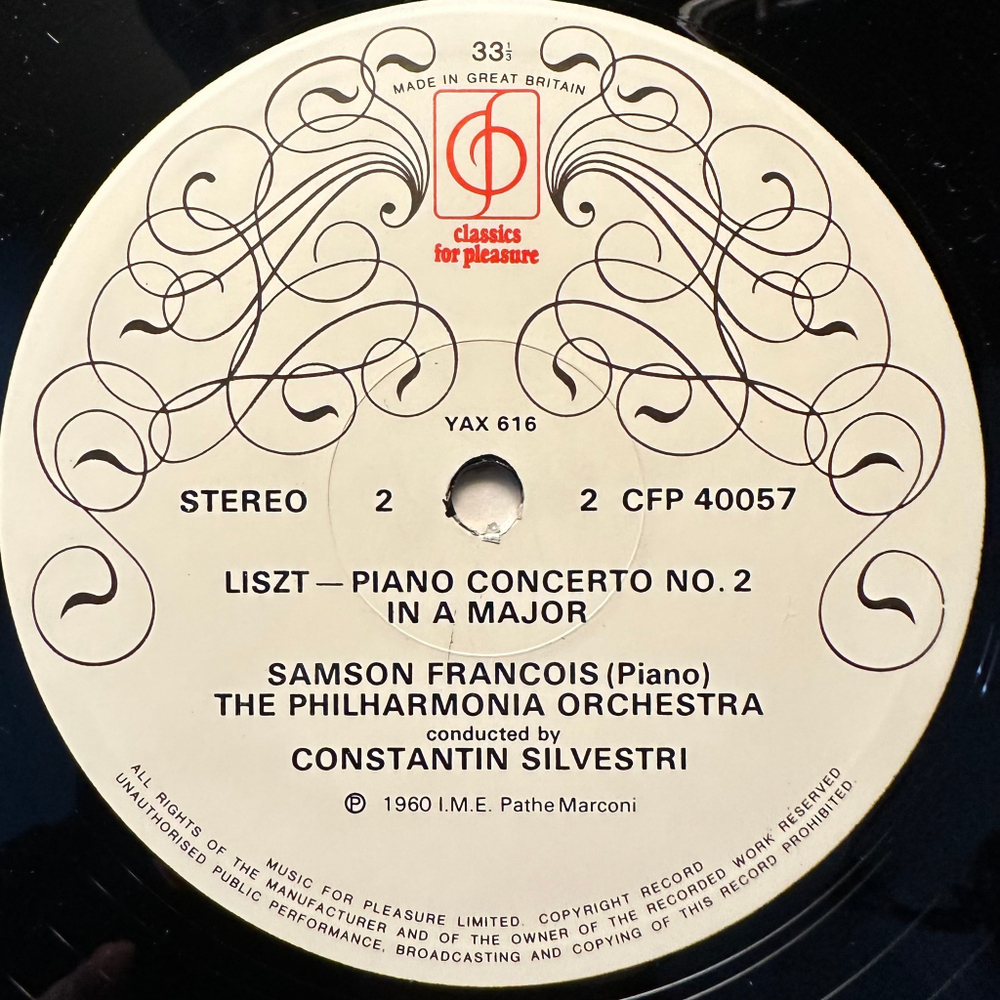 33⅓
MADE IN GREAT BRITAIN
classics
for pleasure
YAX 616
STEREO 2 2 CFP 40057
LISZT — PIANO CONCERTO NO. 2
IN A MAJOR
SAMSON FRANCOIS (Piano)
THE PHILHARMONIA ORCHESTRA
conducted by
CONSTANTIN SILVESTRI
℗ 1960 I.M.E. Pathe Marconi
MUSIC FOR PLEASURE LIMITED. COPYRIGHT RECORD
ALL RIGHTS OF THE MANUFACTURER AND OF THE OWNER OF THE RECORDED WORK RESERVED
UNAUTHORISED PUBLIC PERFORMANCE, BROADCASTING AND COPYING OF THIS RECORD PROHIBITED.